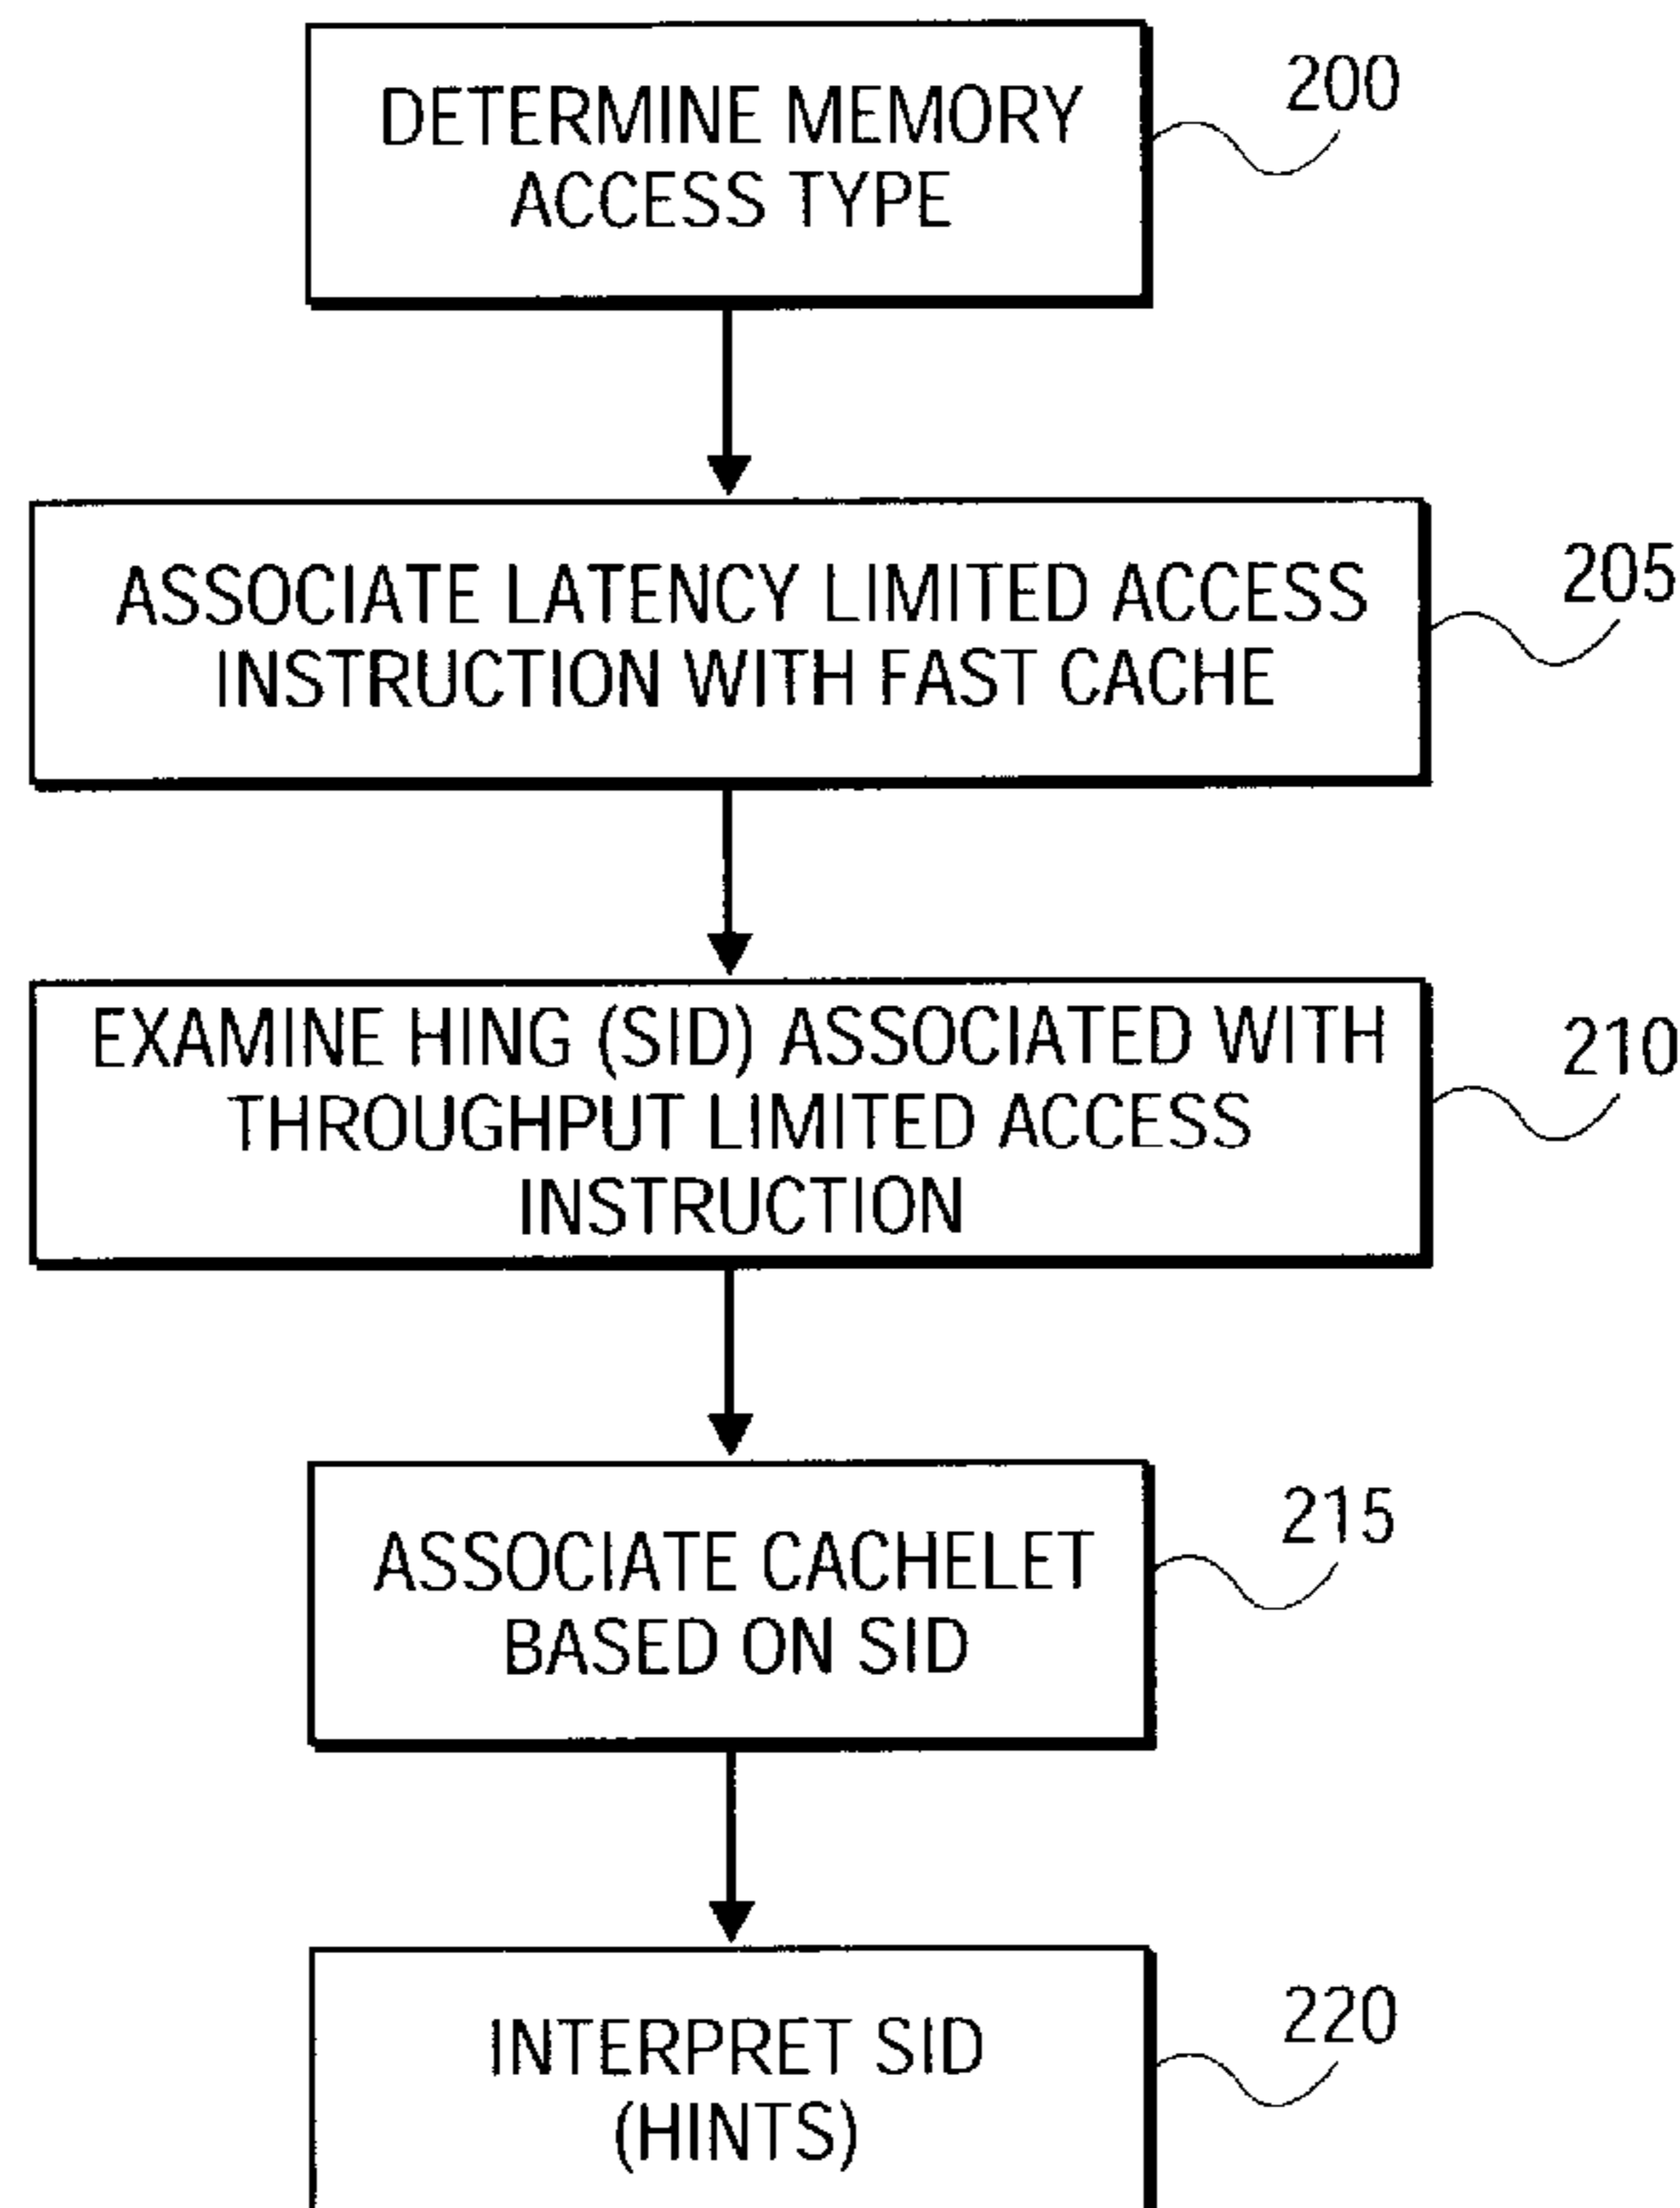 DETERMINE MEMORY
ACCESS TYPE
200
ASSOCIATE LATENCY LIMITED ACCESS
INSTRUCTION WITH FAST CACHE
205
EXAMINE HING (SID) ASSOCIATED WITH
THROUGHPUT LIMITED ACCESS
INSTRUCTION
210
ASSOCIATE CACHELET
BASED ON SID
215
INTERPRET SID
(HINTS)
220